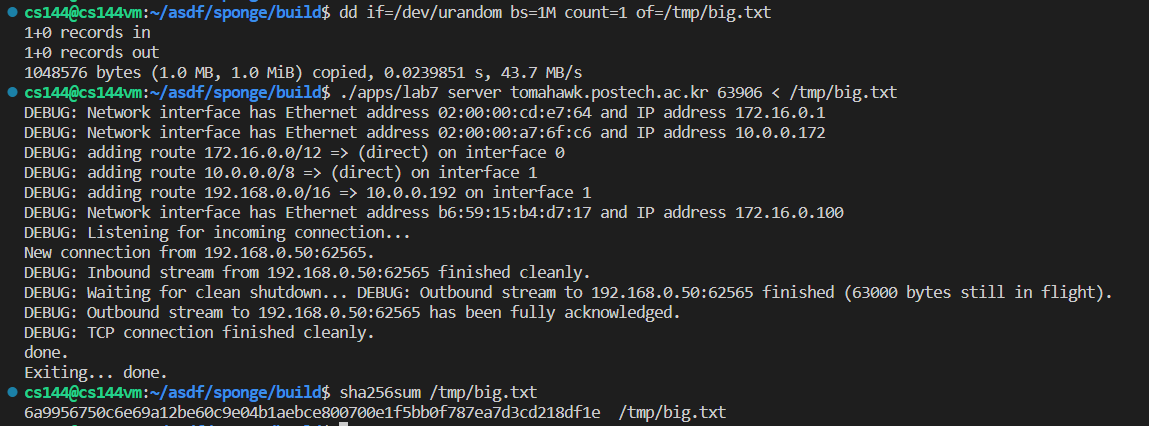 cs144@cs144vm:~/asdf/sponge/build$ dd if=/dev/urandom bs=1M count=1 of=/tmp/big.txt
1+0 records in
1+0 records out
1048576 bytes (1.0 MB, 1.0 MiB) copied, 0.0239851 s, 43.7 MB/s
cs144@cs144vm:~/asdf/sponge/build$ ./apps/lab7 server tomahawk.postech.ac.kr 63906 < /tmp/big.txt
DEBUG: Network interface has Ethernet address 02:00:00:cd:e7:64 and IP address 172.16.0.1
DEBUG: Network interface has Ethernet address 02:00:00:a7:6f:c6 and IP address 10.0.0.172
DEBUG: adding route 172.16.0.0/12 => (direct) on interface 0
DEBUG: adding route 10.0.0.0/8 => (direct) on interface 1
DEBUG: adding route 192.168.0.0/16 => 10.0.0.192 on interface 1
DEBUG: Network interface has Ethernet address b6:59:15:b4:d7:17 and IP address 172.16.0.100
DEBUG: Listening for incoming connection...
New connection from 192.168.0.50:62565.
DEBUG: Inbound stream from 192.168.0.50:62565 finished cleanly.
DEBUG: Waiting for clean shutdown... DEBUG: Outbound stream to 192.168.0.50:62565 finished (63000 bytes still in flight).
DEBUG: Outbound stream to 192.168.0.50:62565 has been fully acknowledged.
DEBUG: TCP connection finished cleanly.
done.
Exiting... done.
cs144@cs144vm:~/asdf/sponge/build$ sha256sum /tmp/big.txt
6a9956750c6e69a12be60c9e04b1aebce800700e1f5bb0f787ea7d3cd218df1e  /tmp/big.txt